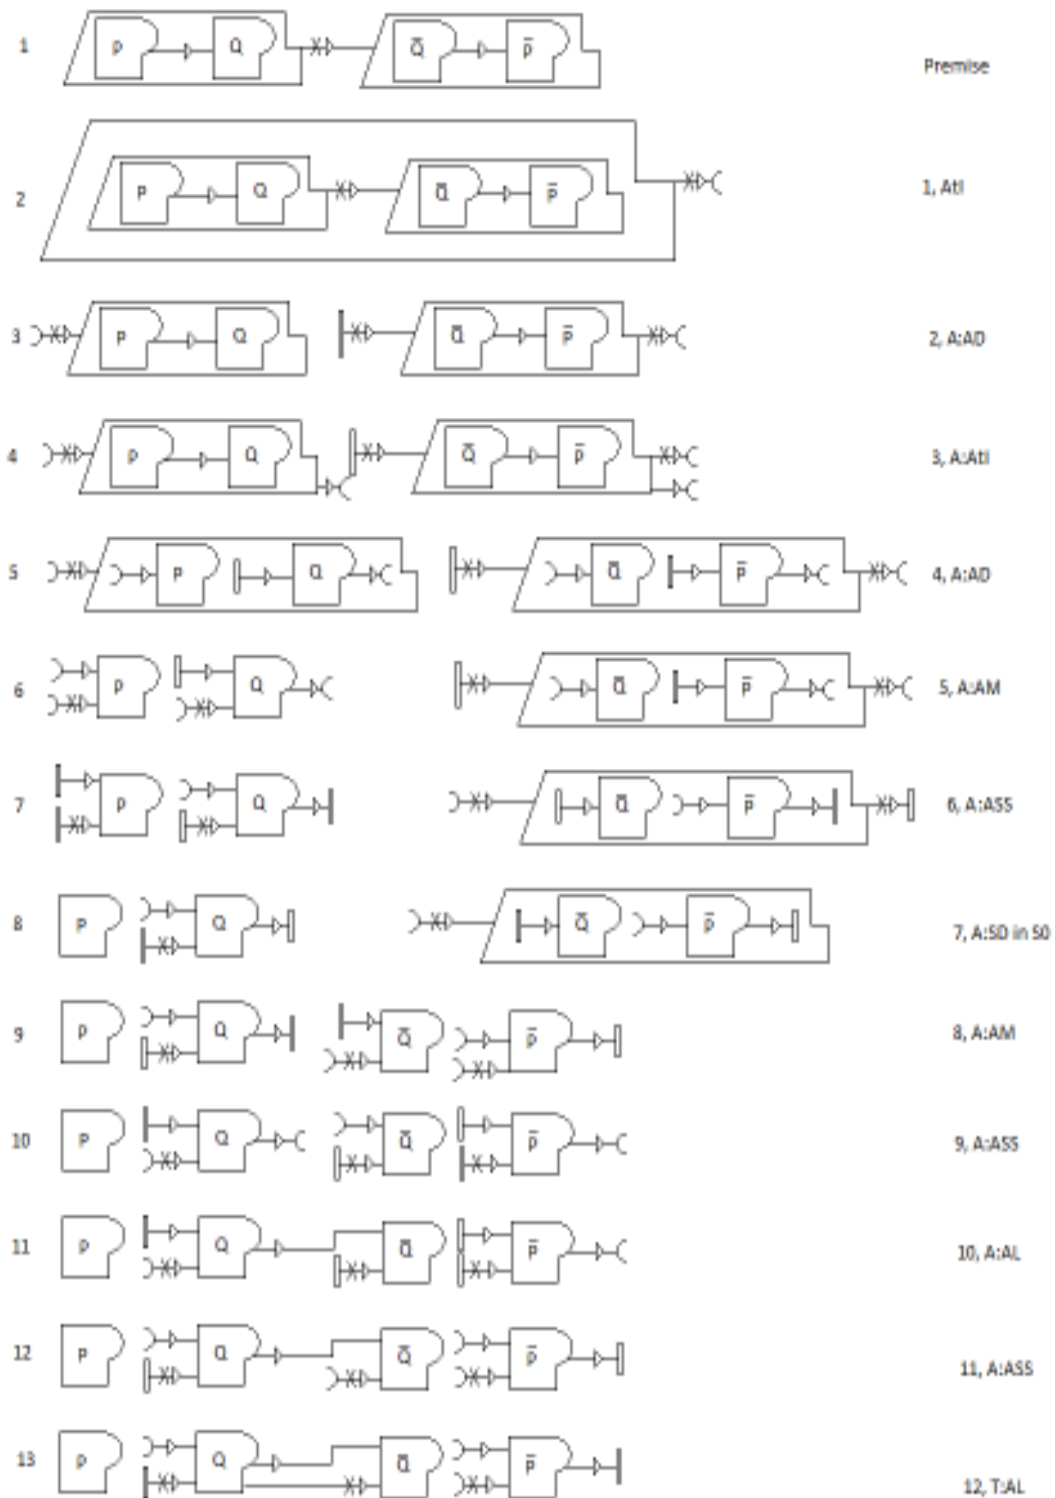 1 P Q Q̄ P̄ Premise
2 P Q Q̄ P̄ 1, AtI
3 P Q Q̄ P̄ 2, A:AD
4 P Q Q̄ P̄ 3, A:AtI
5 P Q Q̄ P̄ 4, A:AD
6 P Q Q̄ P̄ 5, A:AM
7 P Q Q̄ P̄ 6, A:ASS
8 P Q Q̄ P̄ 7, A:SD in S0
9 P Q Q̄ P̄ 8, A:AM
10 P Q Q̄ P̄ 9, A:ASS
11 P Q Q̄ P̄ 10, A:AL
12 P Q Q̄ P̄ 11, A:ASS
13 P Q Q̄ P̄ 12, T:AL